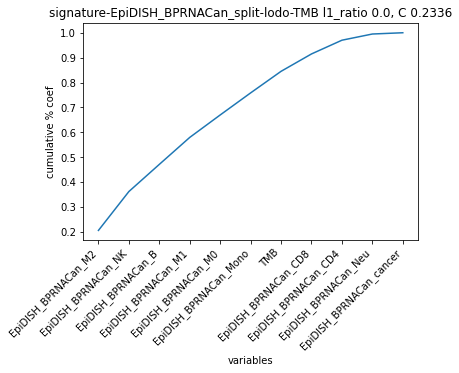 signature-EpiDISH_BPRNACan_split-lodo-TMB l1_ratio 0.0, C 0.2336
cumulative % coef
1.0
0.9
0.8
0.7
0.6
0.5
0.4
0.3
0.2
EpiDISH_BPRNACan_M2
EpiDISH_BPRNACan_NK
EpiDISH_BPRNACan_B
EpiDISH_BPRNACan_M1
EpiDISH_BPRNACan_M0
EpiDISH_BPRNACan_Mono
TMB
EpiDISH_BPRNACan_CD8
EpiDISH_BPRNACan_CD4
EpiDISH_BPRNACan_Neu
EpiDISH_BPRNACan_cancer
variables